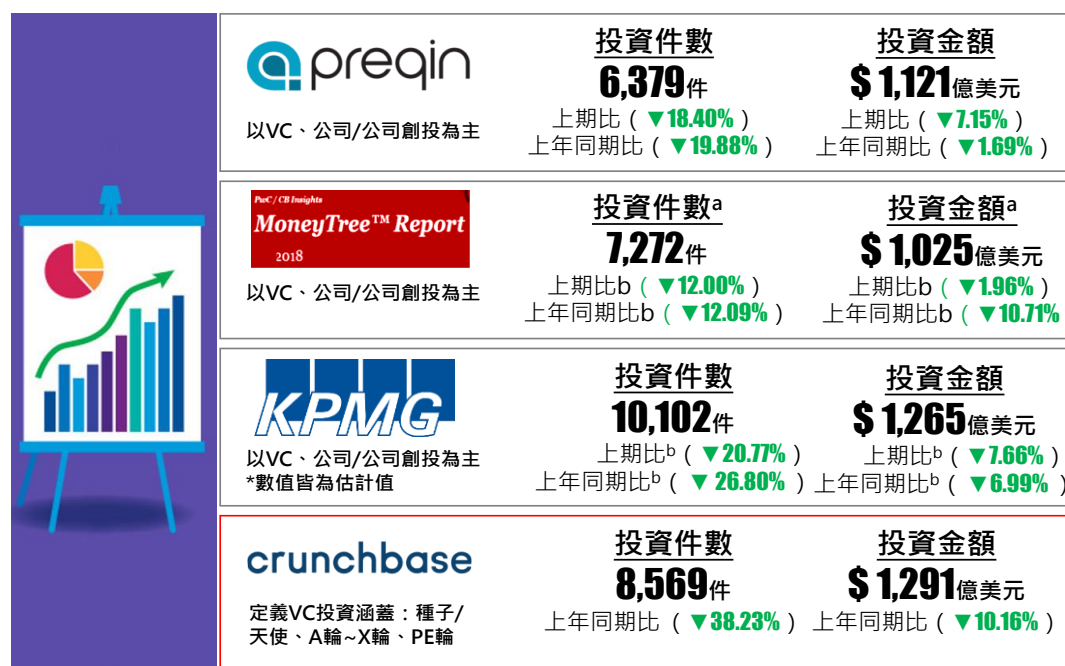 preqin
以VC、公司/公司創投為主
投資件數
6,379件
上期比（▼18.40%）
上年同期比（▼19.88%）
投資金額
$ 1,121億美元
上期比（▼7.15%）
上年同期比（▼1.69%）
PwC / CB Insights
MoneyTree™ Report
2018
以VC、公司/公司創投為主
投資件數a
7,272件
上期比b（▼12.00%）
上年同期比b（▼12.09%）
投資金額a
$ 1,025億美元
上期比b（▼1.96%）
上年同期比b（▼10.71%
KPMG
以VC、公司/公司創投為主
*數值皆為估計值
投資件數
10,102件
上期比b（▼20.77%）
上年同期比b（▼ 26.80%）
投資金額
$ 1,265億美元
上期比b（▼7.66%）
上年同期比b（▼6.99%）
crunchbase
定義VC投資涵蓋：種子/
天使、A輪~X輪、PE輪
投資件數
8,569件
上年同期比（▼38.23%）
投資金額
$ 1,291億美元
上年同期比（▼10.16%）